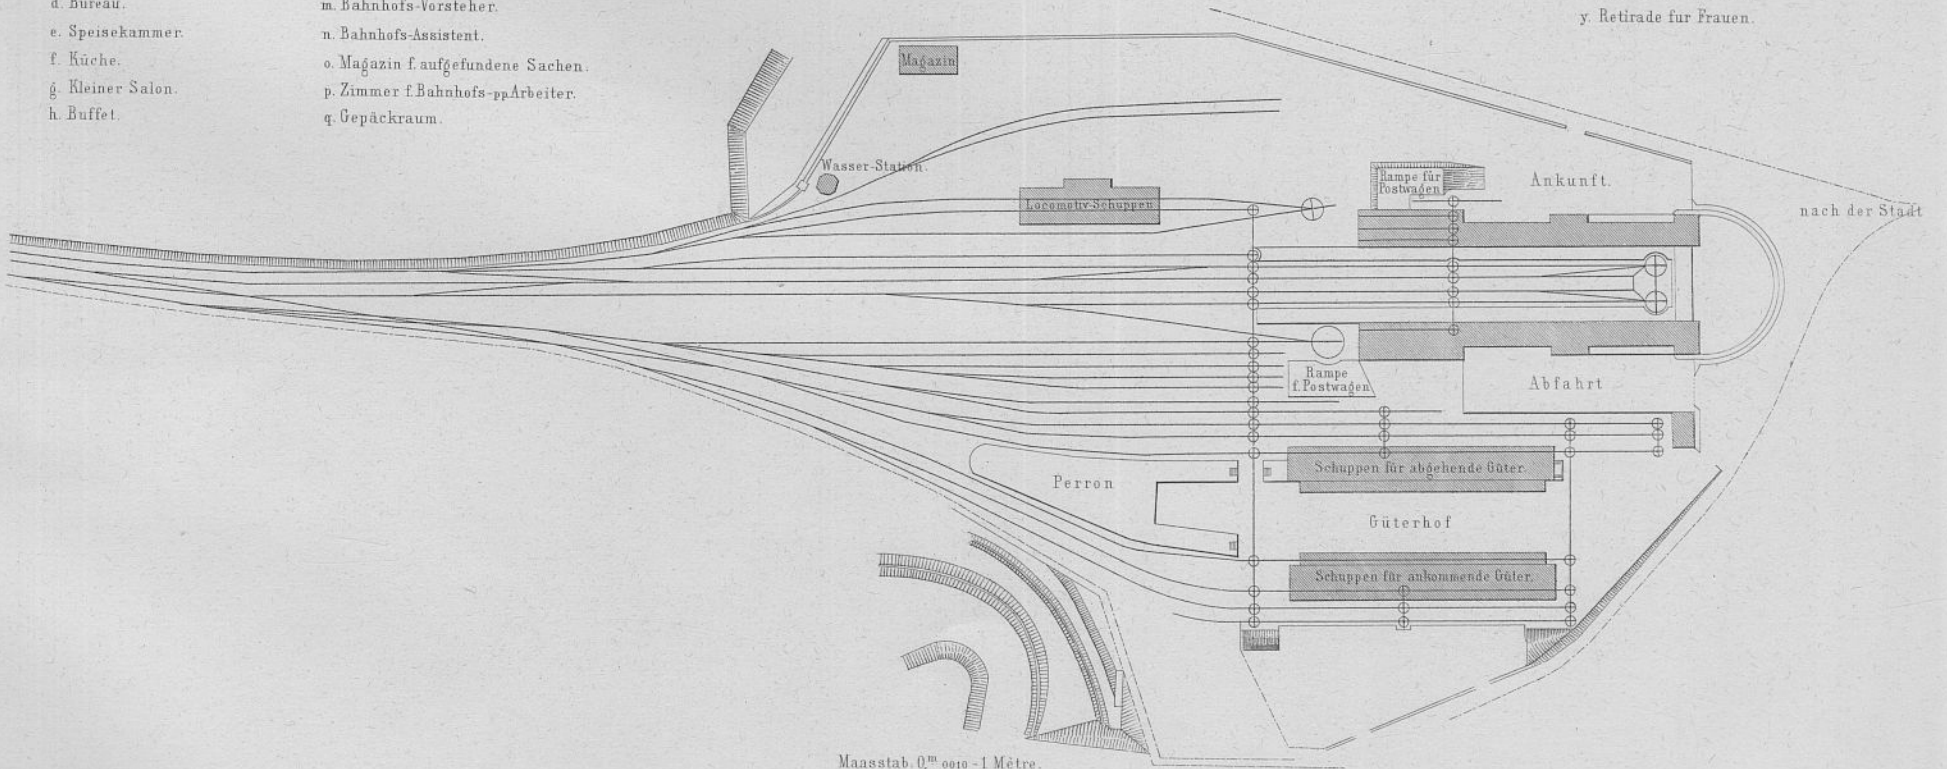 d. Bureau.
e. Speisekammer.
f. Küche.
g. Kleiner Salon.
h. Buffet.
m. Bahnhofs-Vorsteher.
n. Bahnhofs-Assistent.
o. Magazin f. aufgefundene Sachen.
p. Zimmer f. Bahnhofs-pp Arbeiter.
q. Gepäckraum.
y. Retirade fur Frauen.
Magazin
Wasser-Station.
Locomotiv-Schuppen
Rampe für
Postwagen
Ankunft.
nach der Stadt
Rampe
f. Postwagen
Abfahrt
Perron
Schuppen für abgehende Güter.
Güterhof
Schuppen für ankommende Güter.
Maasstab. 0,ᵐ 0010 - 1 Mètre.